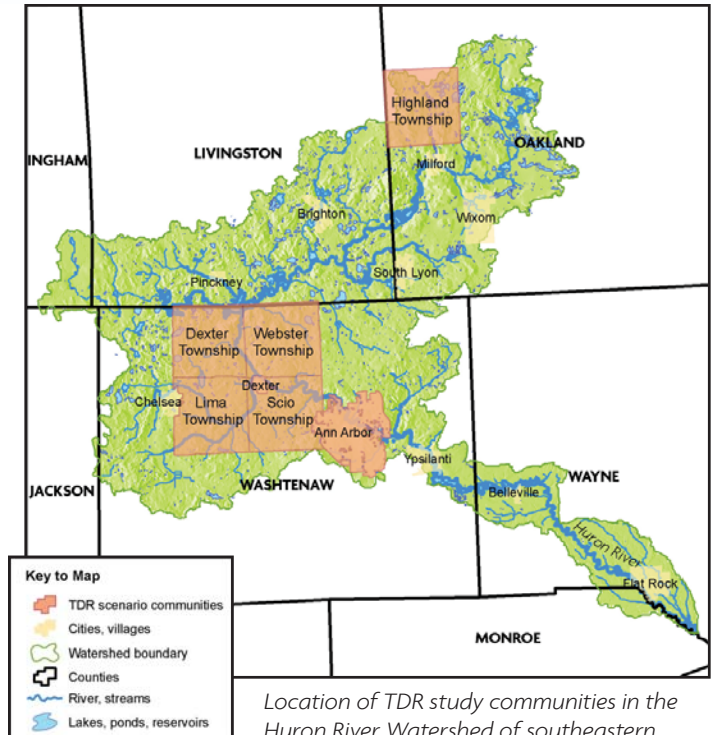 Highland
Township
OAKLAND
LIVINGSTON
INGHAM
Milford
Brighton
Wixom
South Lyon
Pinckney
Dexter
Township
Webster
Township
Dexter
Chelsea
Lima
Township
Scio
Township
Ann Arbor
Ypsilanti
WAYNE
JACKSON
WASHTENAW
Belleville
Huron River
Flat Rock
MONROE
Key to Map
TDR scenario communities
Cities, villages
Watershed boundary
Counties
River, streams
Lakes, ponds, reservoirs
Location of TDR study communities in the
Huron River Watershed of southeastern